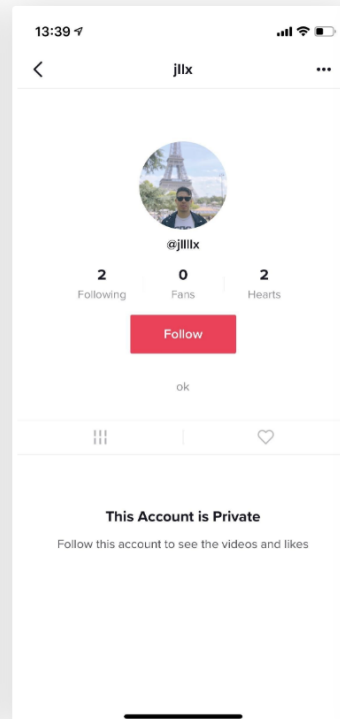 13:39
jllx
@jllllx
2 0 2
Following Fans Hearts
Follow
ok
This Account is Private
Follow this account to see the videos and likes